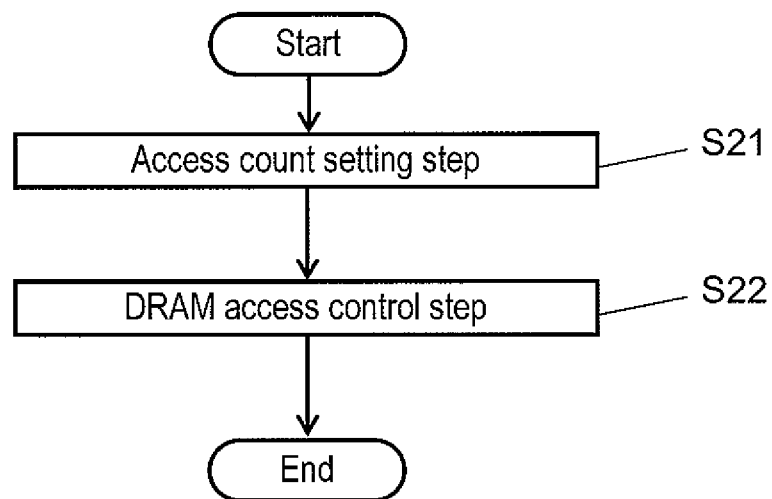 Start
Access count setting step
S21
DRAM access control step
S22
End